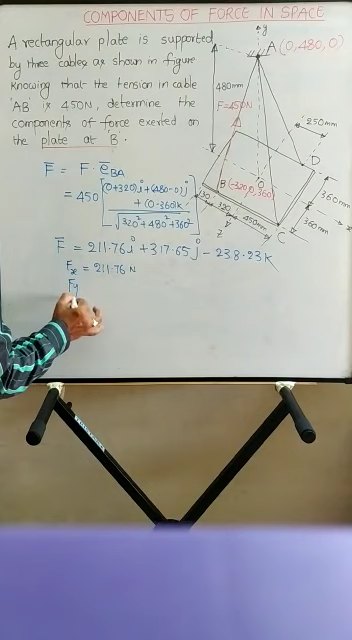 COMPONENTS OF FORCE IN SPACE
A rectangular plate is supported
by three cables as shown in figure
Knowing that the tension in cable
'AB' is 450N, determine the
components of force exerted on
the plate at 'B'.
F̅ = F · e̅BA
= 450 [(0+320)i + (480-0)j + (0-360)k / √320²+480²+360²]
F̅ = 211.76 i + 317.65 j - 238.23 K
Fx = 211.76 N
Fy
y
A(0,480,0)
480mm
F=450N
250mm
D
360mm
x
360mm
O
B(-320,0,360)
130
320
450mm
C
Z